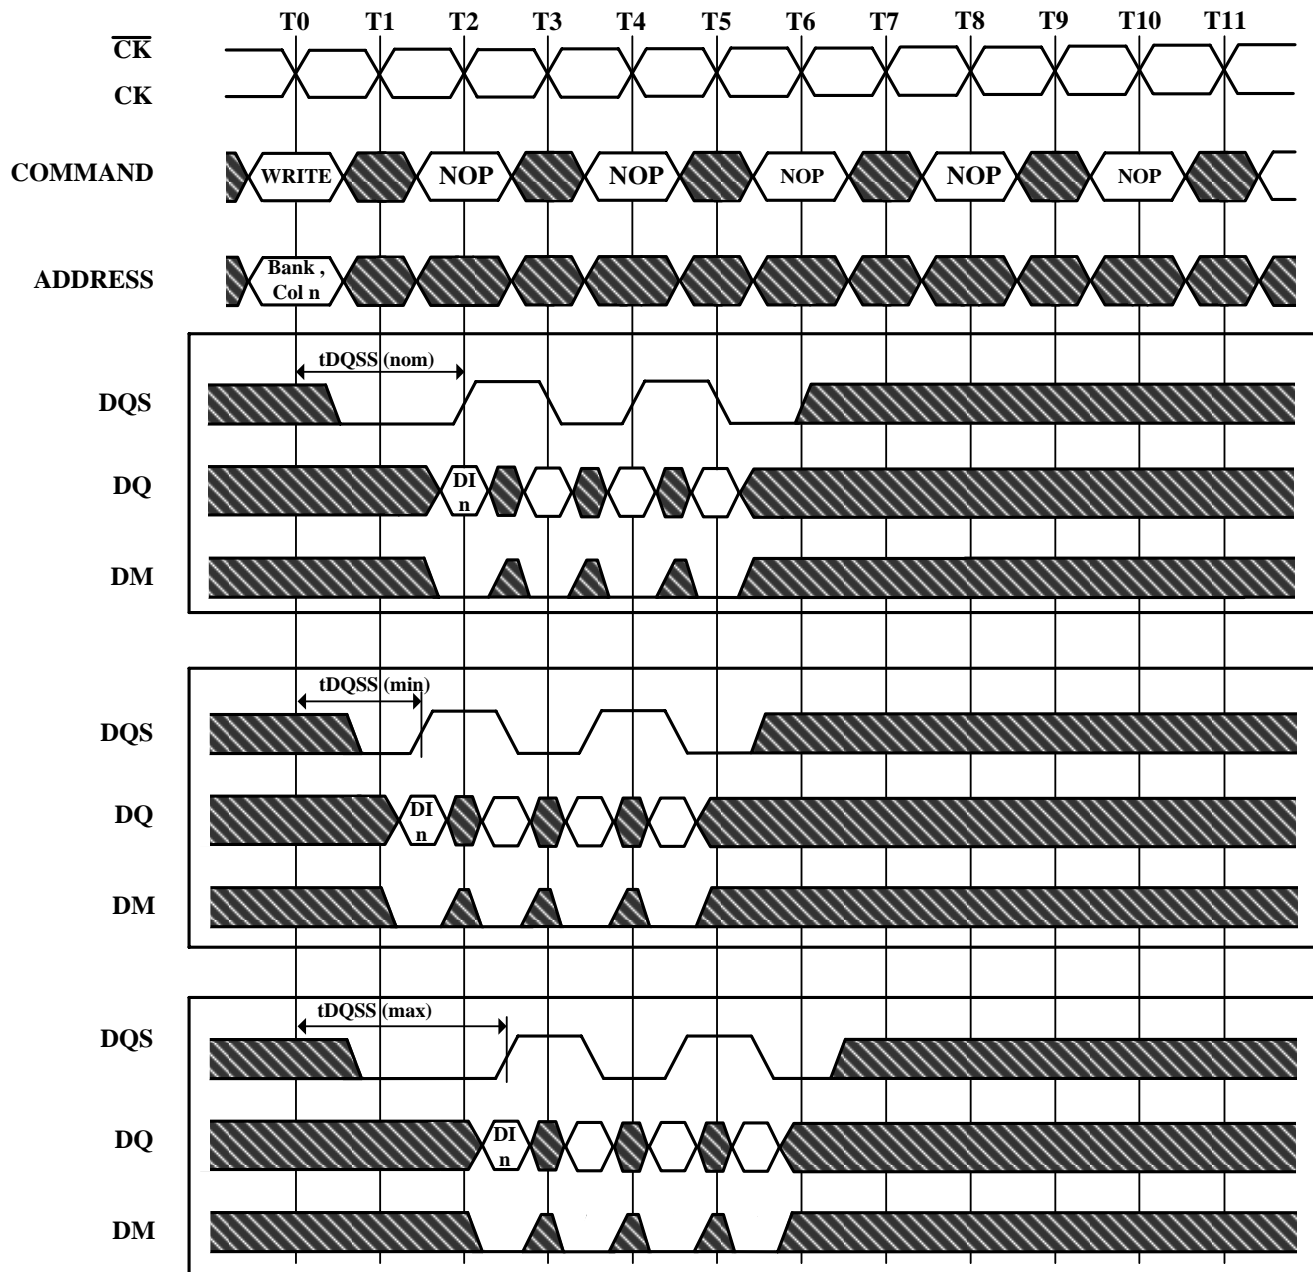 T0 T1 T2 T3 T4 T5 T6 T7 T8 T9 T10 T11
CK
CK
COMMAND WRITE NOP NOP NOP NOP NOP
ADDRESS Bank ,
Col n
tDQSS (nom)
DQS
DQ DI
n
DM
tDQSS (min)
DQS
DQ DI
n
DM
tDQSS (max)
DQS
DQ DI
n
DM